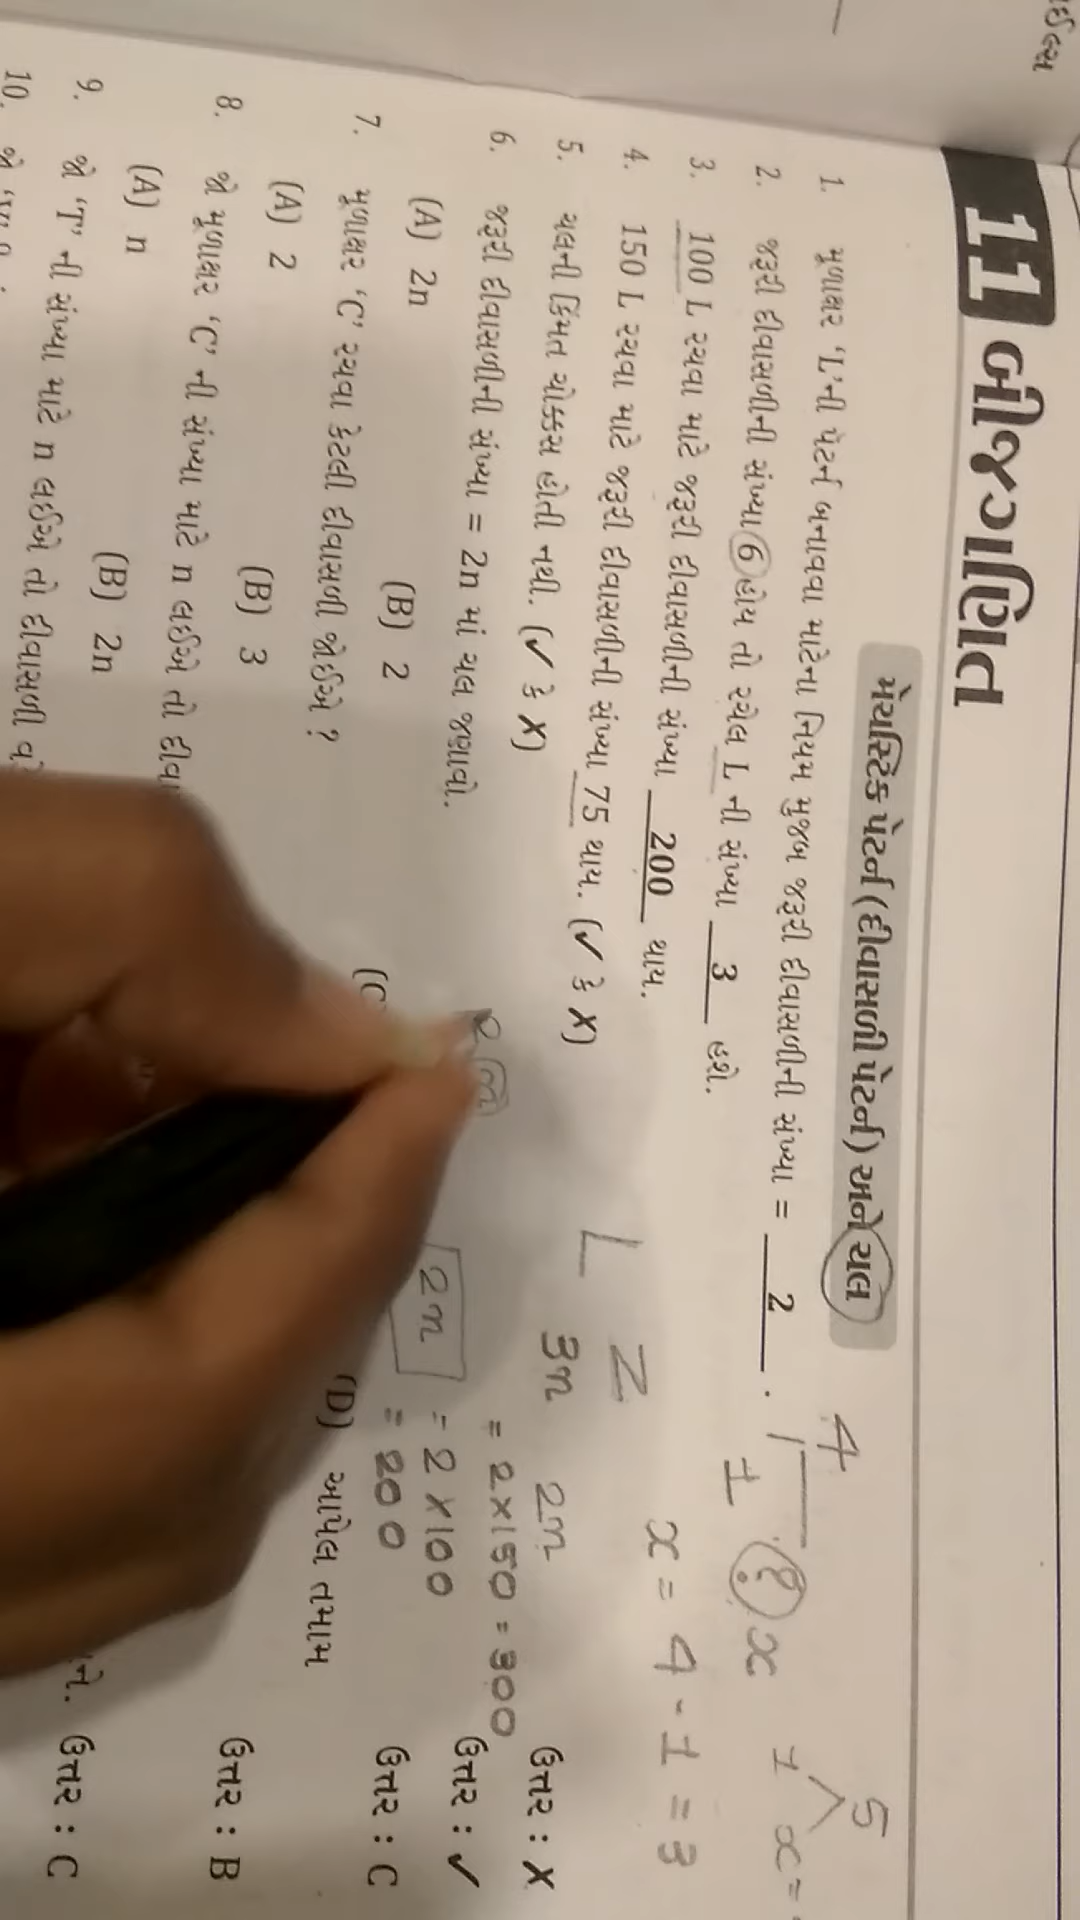 11 બીજગણિત
મેચસ્ટિક પેટર્ન (દીવાસળી પેટર્ન) અને ચલ
1. મૂળાક્ષર 'L'ની પેટર્ન બનાવવા માટેના નિયમ મુજબ જરૂરી દીવાસળીની સંખ્યા = 2 .
2. જરૂરી દીવાસળીની સંખ્યા 6 હોય તો રચેલ L ની સંખ્યા 3 હશે.
3. 100 L રચવા માટે જરૂરી દીવાસળીની સંખ્યા 200 થાય.
4. 150 L રચવા માટે જરૂરી દીવાસળીની સંખ્યા 75 થાય. (✓ કે X)
ઉત્તર : X
5. ચલની કિંમત ચોક્કસ હોતી નથી. (✓ કે X)
ઉત્તર : ✓
6. જરૂરી દીવાસળીની સંખ્યા = 2n માં ચલ જણાવો.
(A) 2n (B) 2
ઉત્તર : C
7. મૂળાક્ષર 'C' રચવા કેટલી દીવાસળી જોઈએ ?
(A) 2 (B) 3 (D) આપેલ તમામ
ઉત્તર : B
8. જો મૂળાક્ષર 'C' ની સંખ્યા માટે n લઈએ તો
(A) n (B) 2n
ઉત્તર : C
9. જો 'T' ની સંખ્યા માટે n લઈએ તો દીવાસળી
10. જો
4
1 ? x
x = 4 - 1 = 3
5
1 x =
L Z
3n 2n
= 2×150 = 300
2n = 2×100
= 200